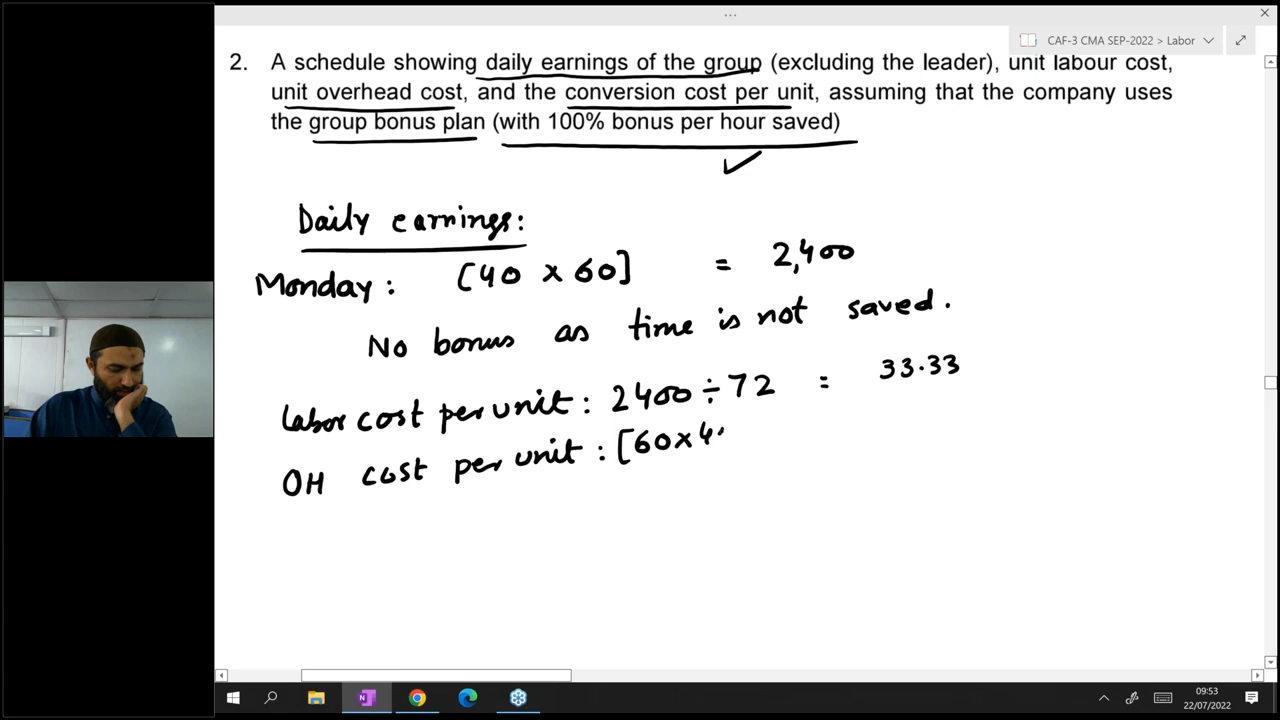 CAF-3 CMA SEP-2022 > Labor
2. A schedule showing daily earnings of the group (excluding the leader), unit labour cost,
unit overhead cost, and the conversion cost per unit, assuming that the company uses
the group bonus plan (with 100% bonus per hour saved)
Daily earnings:
Monday: [40 x 60] = 2,400
No bonus as time is not saved.
Labor cost per unit: 2400 ÷ 72 = 33.33
OH cost per unit: [60x4
09:53
22/07/2022